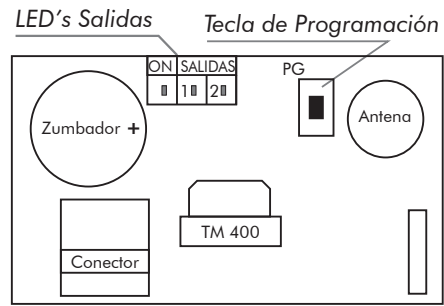 LED's Salidas
Tecla de Programación
ON SALIDAS
PG
1 2
Zumbador +
Antena
TM 400
Conector